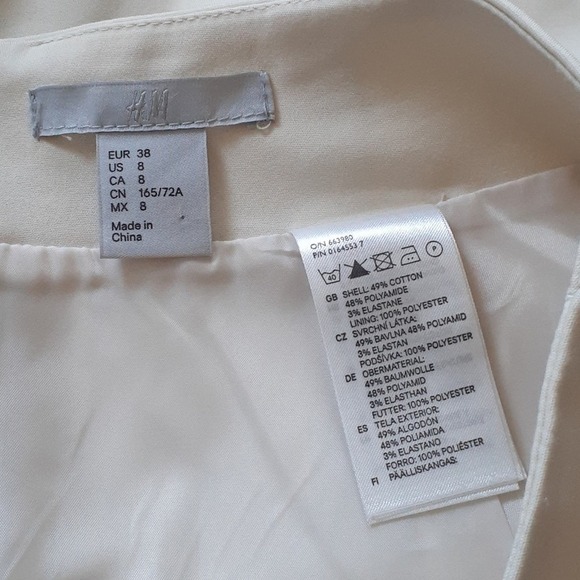 H&M
EUR 38
US 8
CA 8
CN 165/72A
MX 8
Made in
China
O/N 663980
P/N 0164553 7
40 P
GB SHELL: 49% COTTON
48% POLYAMIDE
3% ELASTANE
LINING: 100% POLYESTER
CZ SVRCHNÍ LÁTKA:
49% BAVLNA 48% POLYAMID
3% ELASTAN
PODŠÍVKA: 100% POLYESTER
DE OBERMATERIAL:
49% BAUMWOLLE
48% POLYAMID
3% ELASTHAN
FUTTER: 100% POLYESTER
ES TELA EXTERIOR:
49% ALGODÓN
48% POLIAMIDA
3% ELASTANO
FORRO: 100% POLIÉSTER
FI PÄÄLLISKANGAS: